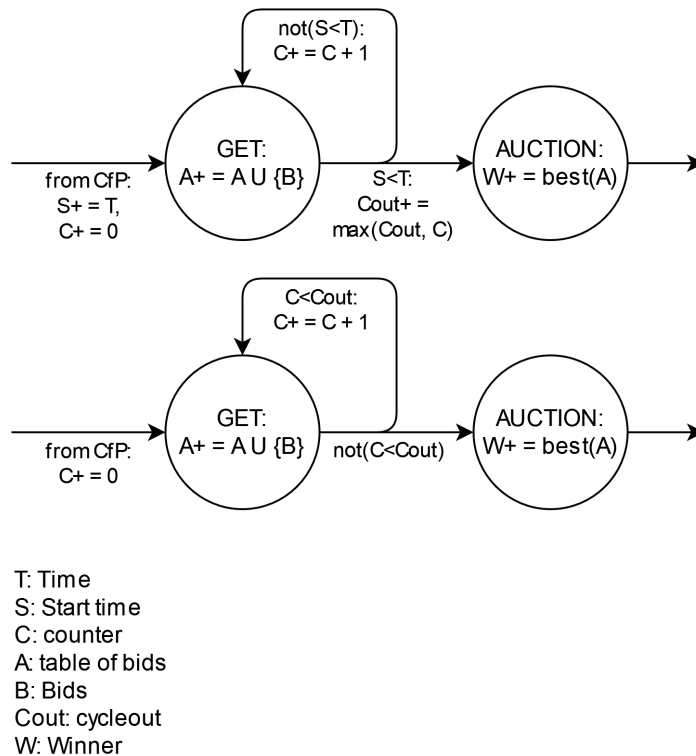 not(S<T):
C+ = C + 1
GET:
A+ = A U {B}
AUCTION:
W+ = best(A)
from CfP:
S+ = T,
C+ = 0
S<T:
Cout+ =
max(Cout, C)
C<Cout:
C+ = C + 1
GET:
A+ = A U {B}
AUCTION:
W+ = best(A)
from CfP:
C+ = 0
not(C<Cout)
T: Time
S: Start time
C: counter
A: table of bids
B: Bids
Cout: cycleout
W: Winner